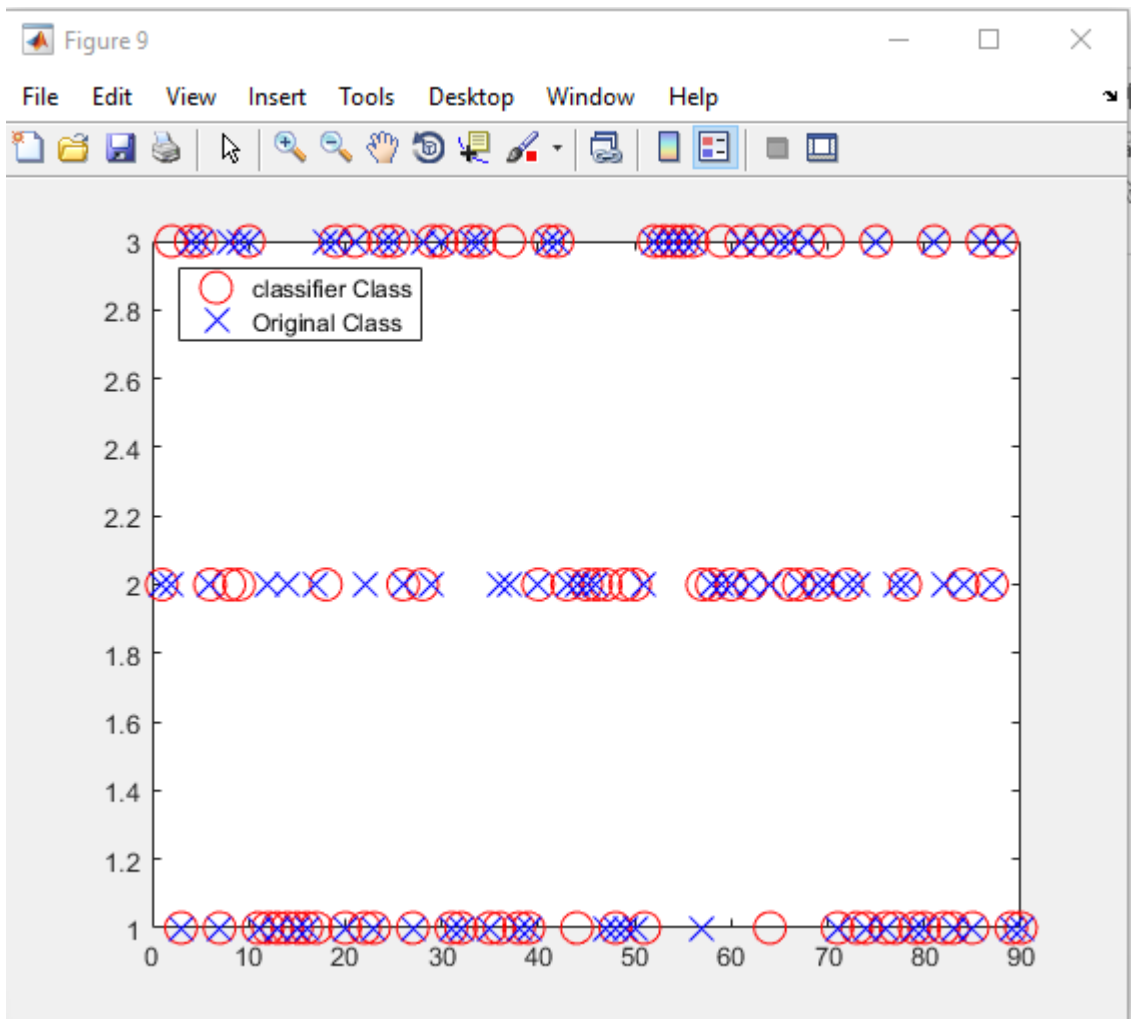 Figure 9
File Edit View Insert Tools Desktop Window Help
3
classifier Class
Original Class
2.8
2.6
2.4
2.2
2
1.8
1.6
1.4
1.2
1
0 10 20 30 40 50 60 70 80 90